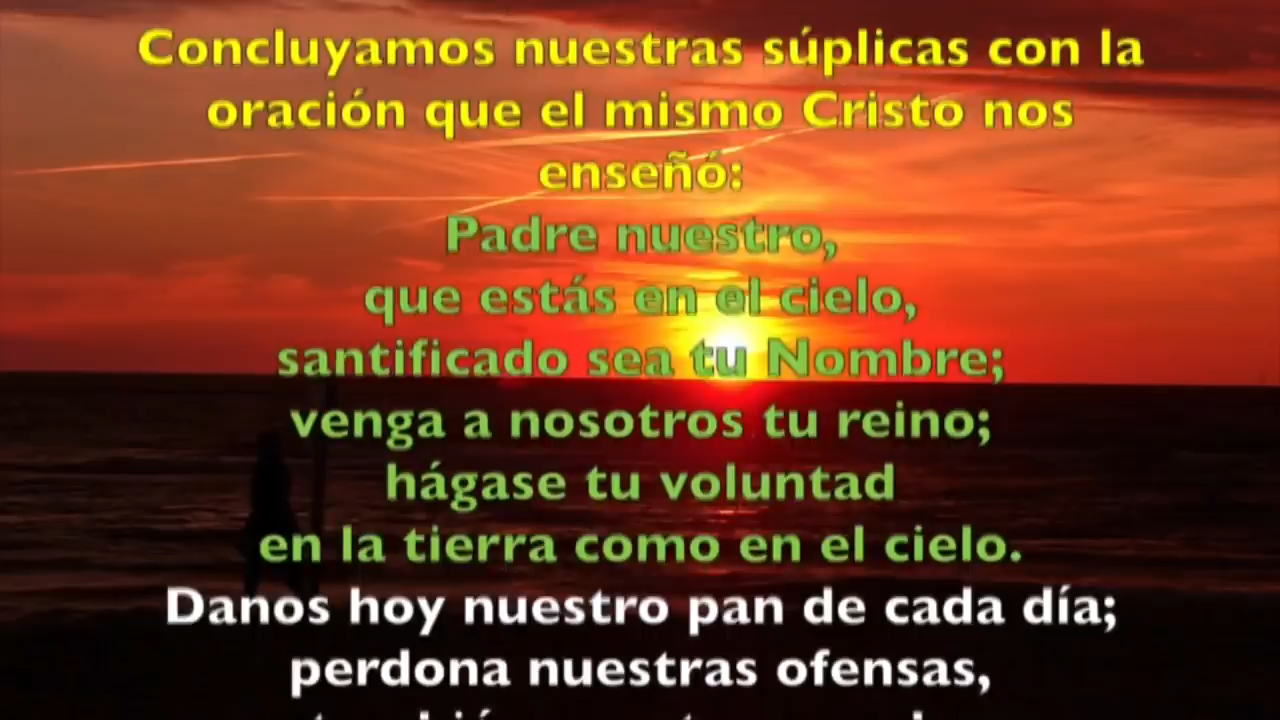 Concluyamos nuestras súplicas con la
oración que el mismo Cristo nos
enseñó:
Padre nuestro,
que estás en el cielo,
santificado sea tu Nombre;
venga a nosotros tu reino;
hágase tu voluntad
en la tierra como en el cielo.
Danos hoy nuestro pan de cada día;
perdona nuestras ofensas,